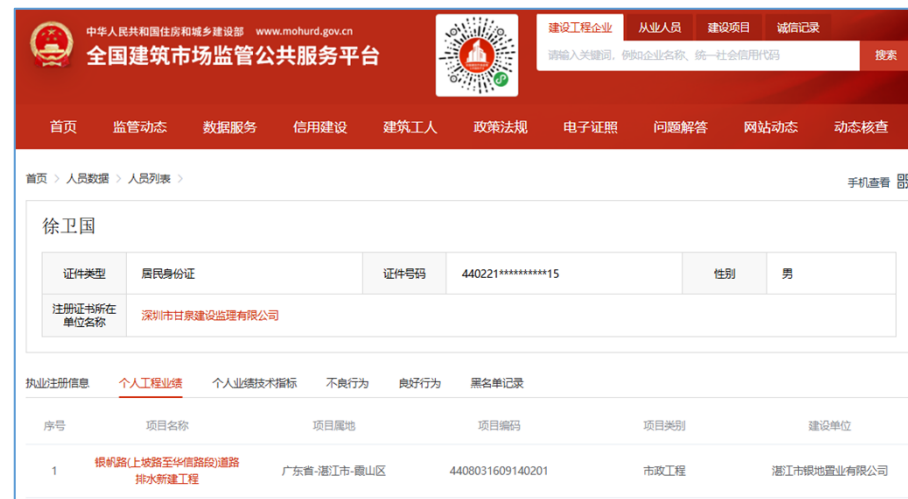 中华人民共和国住房和城乡建设部 www.mohurd.gov.cn
全国建筑市场监管公共服务平台
建设工程企业 从业人员 建设项目 诚信记录
请输入关键词，例如企业名称、统一社会信用代码 搜索
首页 监管动态 数据服务 信用建设 建筑工人 政策法规 电子证照 问题解答 网站动态 动态核查
首页 > 人员数据 > 人员列表 >
手机查看
徐卫国
证件类型 居民身份证 证件号码 440221**********15 性别 男
注册证书所在
单位名称
深圳市甘泉建设监理有限公司
执业注册信息 个人工程业绩 个人业绩技术指标 不良行为 良好行为 黑名单记录
序号 项目名称 项目属地 项目编码 项目类别 建设单位
1 银帆路(上坡路至华信路段)道路
排水新建工程
广东省-湛江市-霞山区 4408031609140201 市政工程 湛江市银地置业有限公司